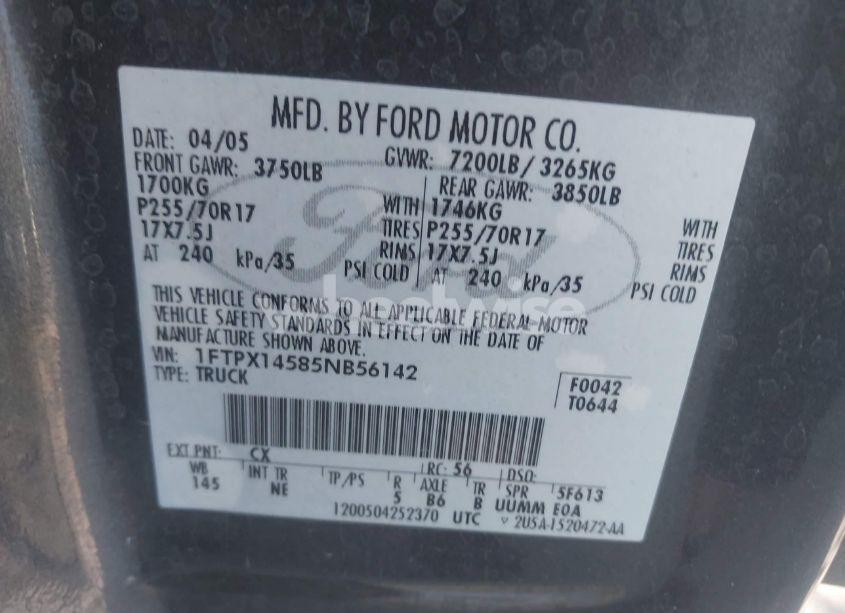 MFD. BY FORD MOTOR CO.
DATE: 04/05 GVWR: 7200LB/ 3265KG
FRONT GAWR: 3750LB REAR GAWR: 3850LB
1700KG WITH 1746KG WITH
P255/70R17 TIRES P255/70R17 TIRES
17X7.5J RIMS 17X7.5J RIMS
AT 240 kPa/35 PSI COLD AT 240 kPa/35 PSI COLD
Ford
THIS VEHICLE CONFORMS TO ALL APPLICABLE FEDERAL MOTOR
VEHICLE SAFETY STANDARDS IN EFFECT ON THE DATE OF
MANUFACTURE SHOWN ABOVE.
VIN: 1FTPX14585NB56142
TYPE: TRUCK
F0042
T0644
EXT PNT: CX RC: 56 DSO:
WB INT TR TP/PS R AXLE TR SPR 5F613
145 NE 5 B6 B UUMM EOA
1200504252370 UTC 2U5A-1520472-AA